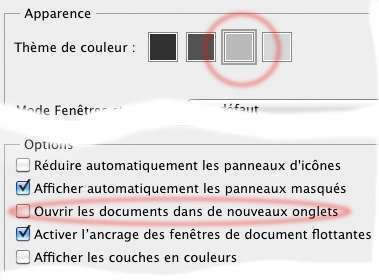 Apparence
Thème de couleur :
Mode Fenêtres défaut
Options
Réduire automatiquement les panneaux d'icônes
Afficher automatiquement les panneaux masqués
Ouvrir les documents dans de nouveaux onglets
Activer l'ancrage des fenêtres de document flottantes
Afficher les couches en couleurs